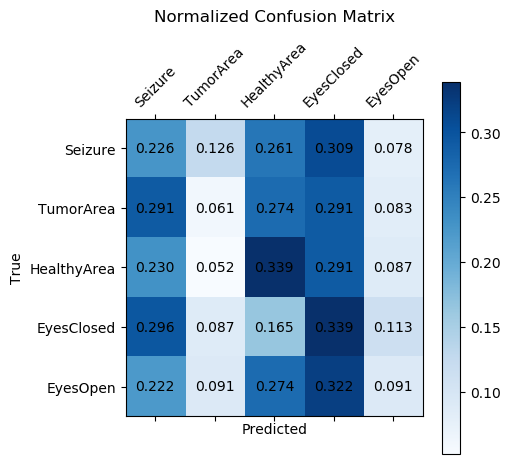 Normalized Confusion Matrix
Seizure TumorArea HealthyArea EyesClosed EyesOpen
Seizure 0.226 0.126 0.261 0.309 0.078
TumorArea 0.291 0.061 0.274 0.291 0.083
HealthyArea 0.230 0.052 0.339 0.291 0.087
EyesClosed 0.296 0.087 0.165 0.339 0.113
EyesOpen 0.222 0.091 0.274 0.322 0.091
True
Predicted
0.30
0.25
0.20
0.15
0.10